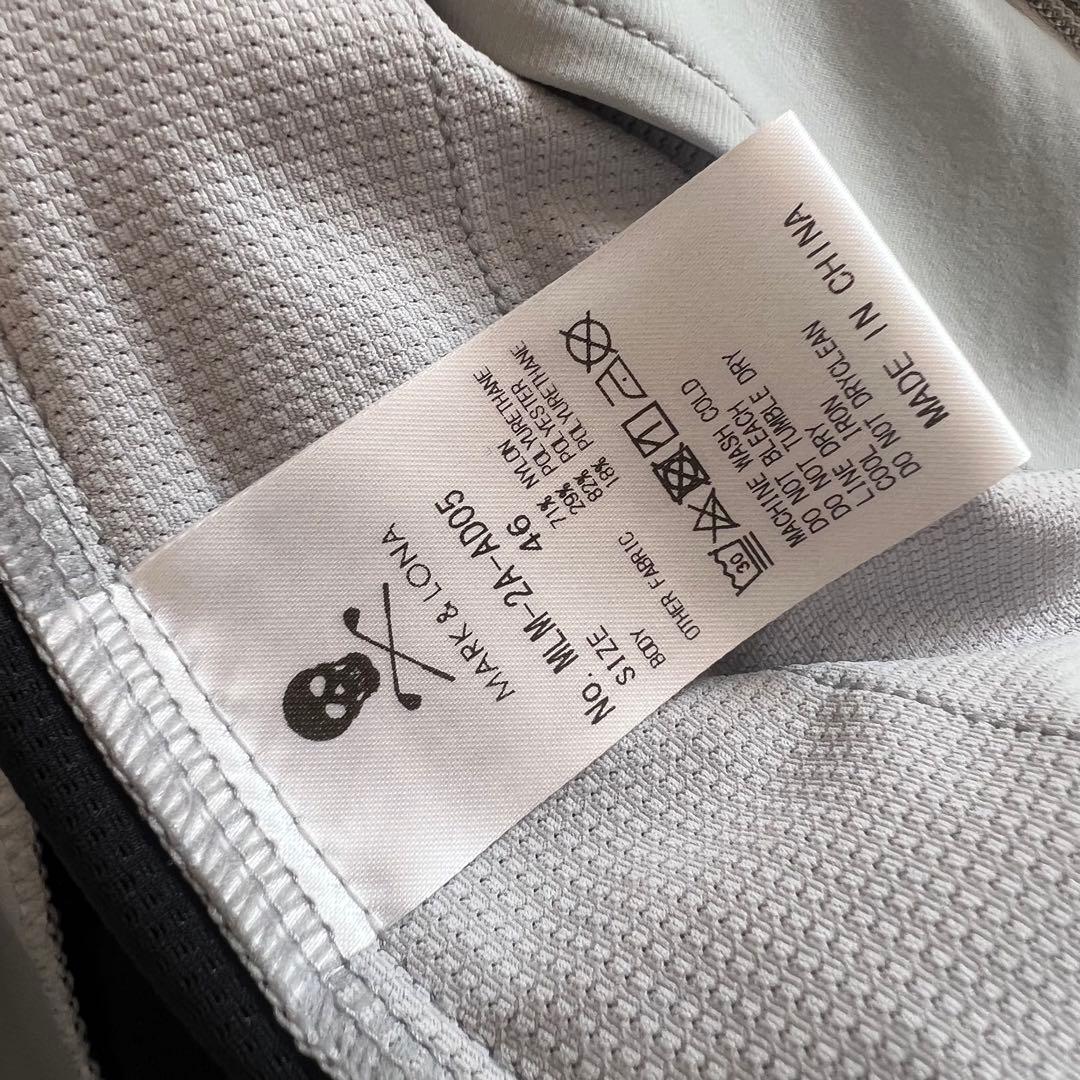 MARK & LONA
NO. MLM-2A-AD05
SIZE 46
BODY 71% NYLON
29% POLYURETHANE
OTHER FABRIC 82% POLYESTER
18% POLYURETHANE
30
MACHINE WASH COLD
DO NOT BLEACH
DO NOT TUMBLE DRY
LINE DRY
COOL IRON
DO NOT DRYCLEAN
MADE IN CHINA